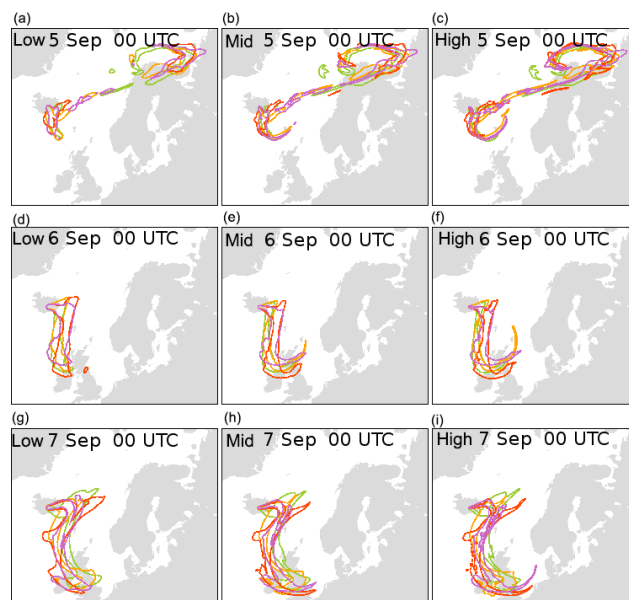 (a) (b) (c)
Low 5 Sep 00 UTC Mid 5 Sep 00 UTC High 5 Sep 00 UTC
(d) (e) (f)
Low 6 Sep 00 UTC Mid 6 Sep 00 UTC High 6 Sep 00 UTC
(g) (h) (i)
Low 7 Sep 00 UTC Mid 7 Sep 00 UTC High 7 Sep 00 UTC